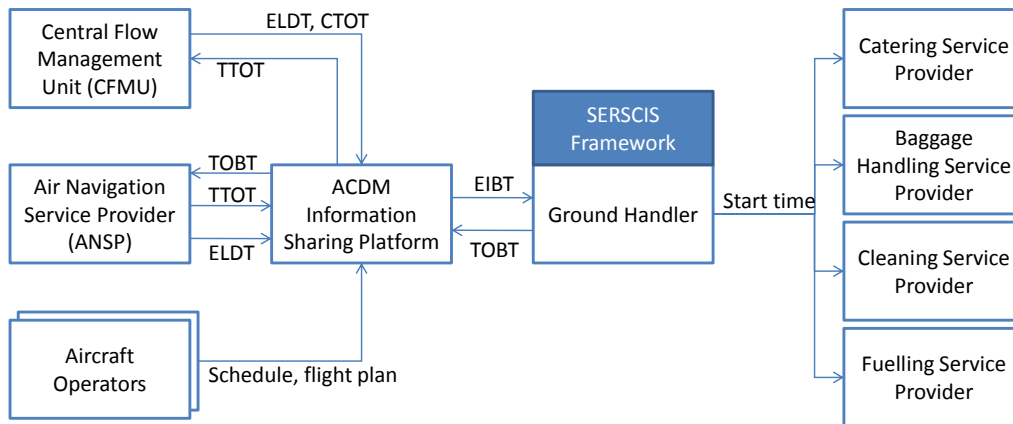 Central Flow
Management
Unit (CFMU)
ELDT, CTOT
TTOT
Air Navigation
Service Provider
(ANSP)
TOBT
TTOT
ELDT
Aircraft
Operators
Schedule, flight plan
ACDM
Information
Sharing Platform
EIBT
TOBT
SERSCIS
Framework
Ground Handler
Start time
Catering Service
Provider
Baggage
Handling Service
Provider
Cleaning Service
Provider
Fuelling Service
Provider